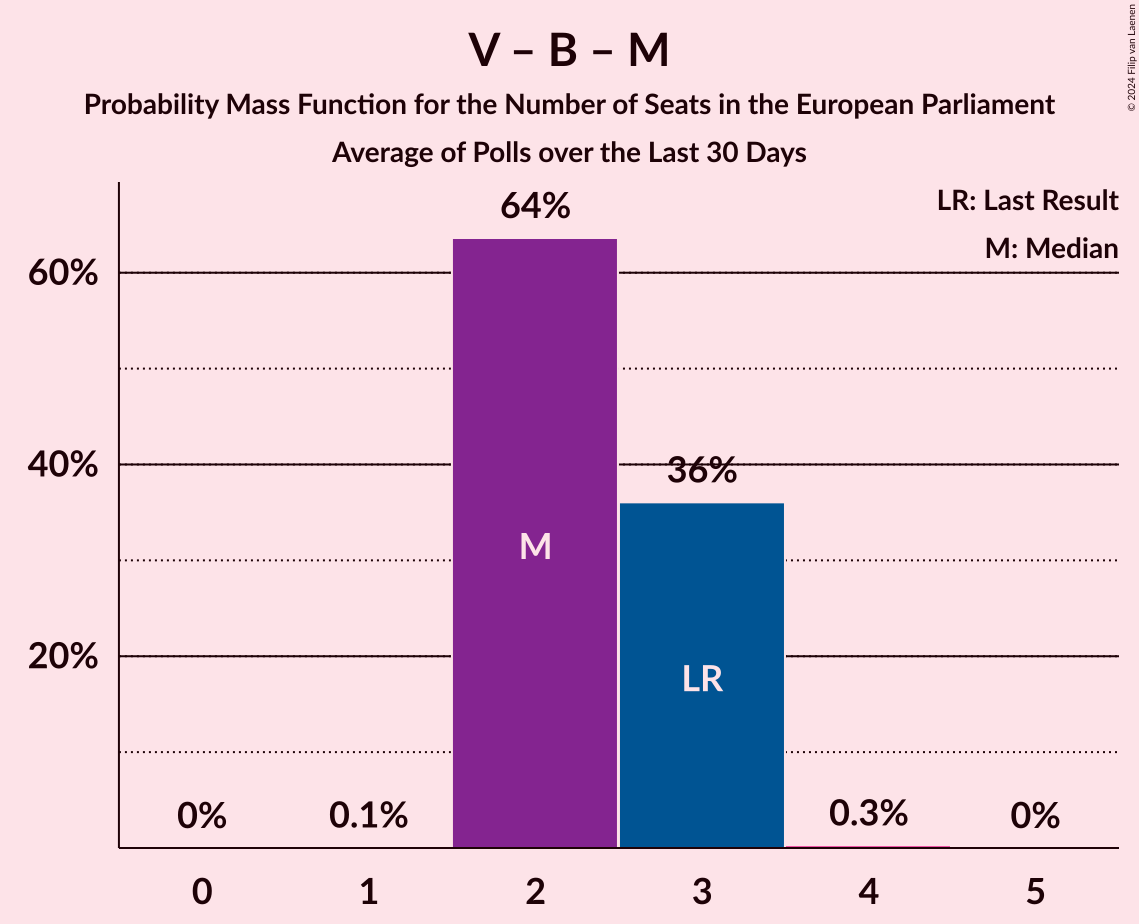 V – B – M
Probability Mass Function for the Number of Seats in the European Parliament
Average of Polls over the Last 30 Days
© 2024 Filip van Laenen
LR: Last Result
M: Median
64%
60%
40%
36%
M
20%
LR
0%
0.1%
0.3%
0%
0
1
2
3
4
5